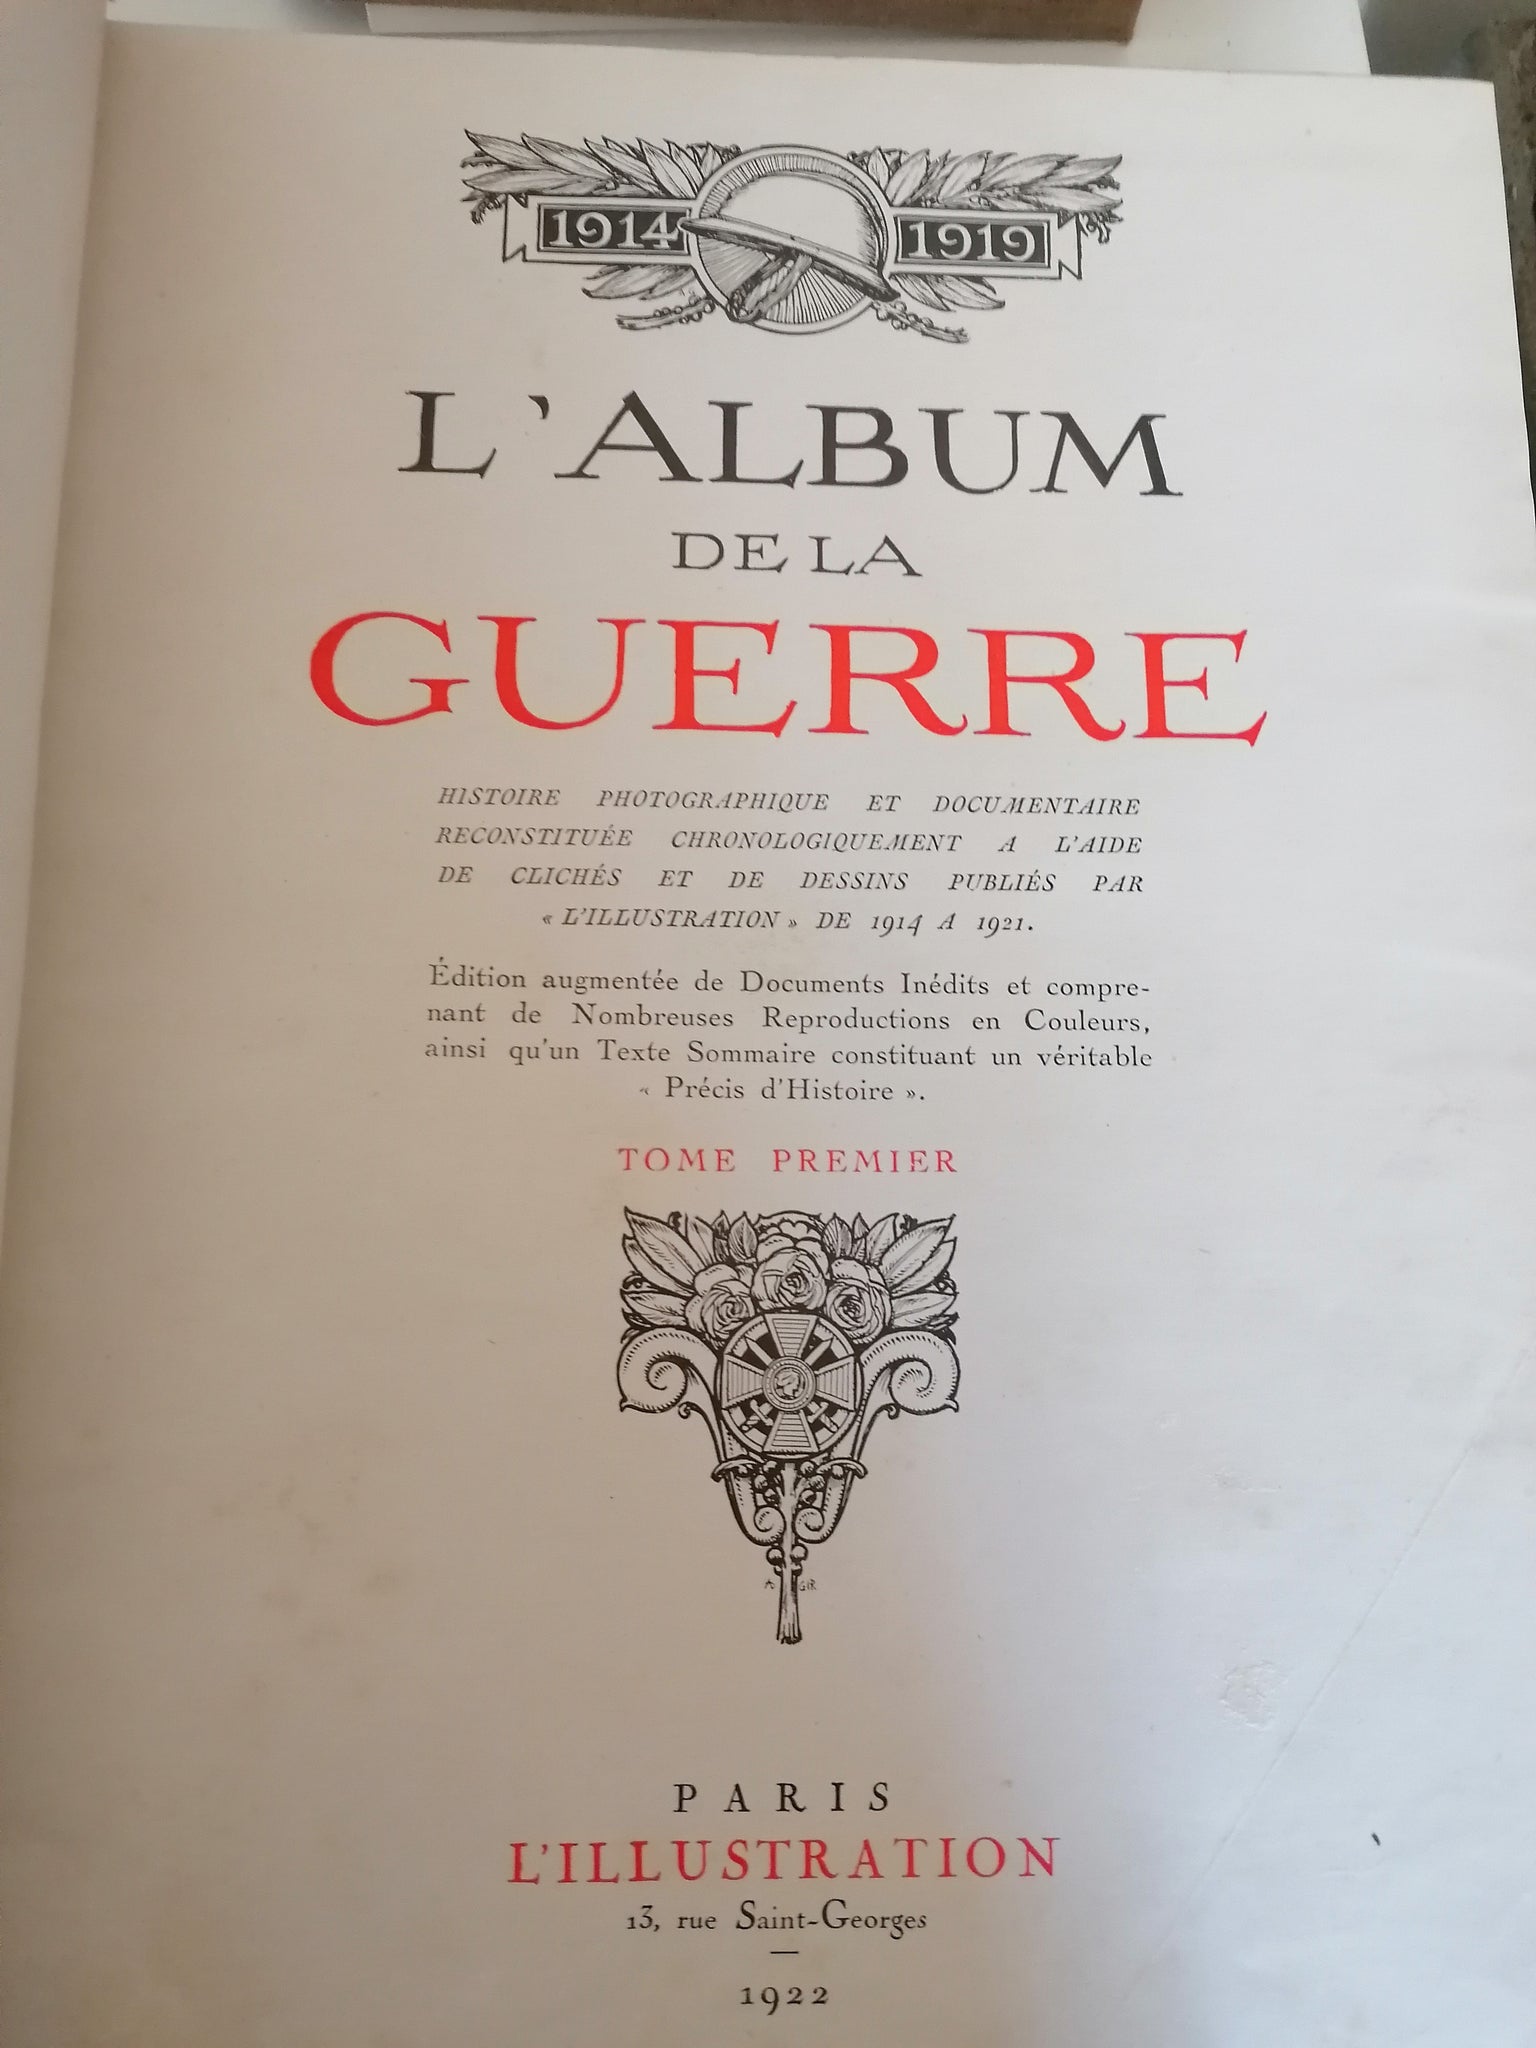 1914 1919
L'ALBUM
DE LA
GUERRE
HISTOIRE PHOTOGRAPHIQUE ET DOCUMENTAIRE
RECONSTITUÉE CHRONOLOGIQUEMENT A L'AIDE
DE CLICHÉS ET DE DESSINS PUBLIÉS PAR
« L'ILLUSTRATION » DE 1914 A 1921.
Édition augmentée de Documents Inédits et compre-
nant de Nombreuses Reproductions en Couleurs,
ainsi qu'un Texte Sommaire constituant un véritable
« Précis d'Histoire ».
TOME PREMIER
PARIS
L'ILLUSTRATION
13, rue Saint-Georges
—
1922